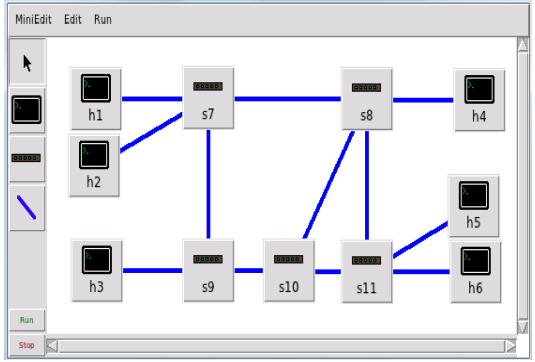 MiniEdit Edit Run
h1
s7
s8
h4
h2
h5
h3
s9
s10
s11
h6
Run
Stop